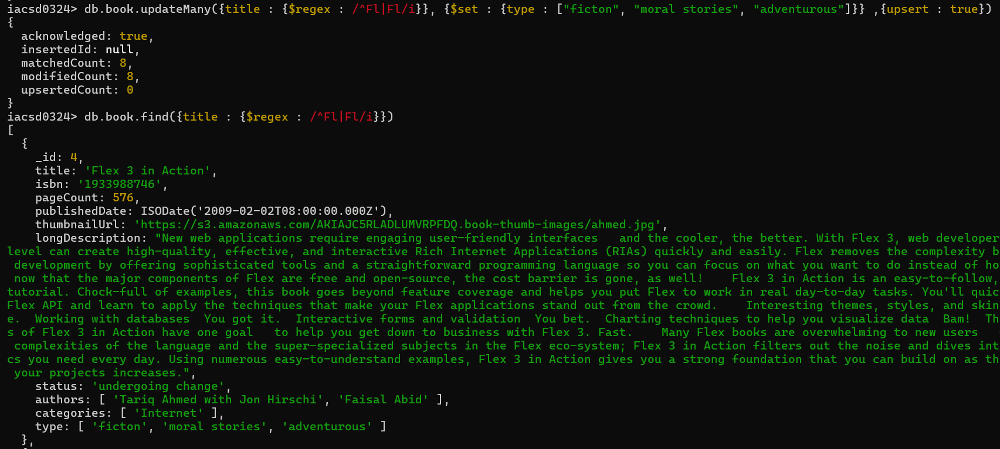 iacsd0324> db.book.updateMany({title : {$regex : /^Fl|Fl/i}}, {$set : {type : ["ficton", "moral stories", "adventurous"]}} ,{upsert : true})
{
  acknowledged: true,
  insertedId: null,
  matchedCount: 8,
  modifiedCount: 8,
  upsertedCount: 0
}
iacsd0324> db.book.find({title : {$regex : /^Fl|Fl/i}})
[
  {
    _id: 4,
    title: 'Flex 3 in Action',
    isbn: '1933988746',
    pageCount: 576,
    publishedDate: ISODate('2009-02-02T08:00:00.000Z'),
    thumbnailUrl: 'https://s3.amazonaws.com/AKIAJC5RLADLUMVRPFDQ.book-thumb-images/ahmed.jpg',
    longDescription: "New web applications require engaging user-friendly interfaces   and the cooler, the better. With Flex 3, web developer
level can create high-quality, effective, and interactive Rich Internet Applications (RIAs) quickly and easily. Flex removes the complexity b
 development by offering sophisticated tools and a straightforward programming language so you can focus on what you want to do instead of ho
 now that the major components of Flex are free and open-source, the cost barrier is gone, as well!    Flex 3 in Action is an easy-to-follow,
tutorial. Chock-full of examples, this book goes beyond feature coverage and helps you put Flex to work in real day-to-day tasks. You'll quic
Flex API and learn to apply the techniques that make your Flex applications stand out from the crowd.    Interesting themes, styles, and skin
e.  Working with databases  You got it.  Interactive forms and validation  You bet.  Charting techniques to help you visualize data  Bam!  Th
s of Flex 3 in Action have one goal   to help you get down to business with Flex 3. Fast.    Many Flex books are overwhelming to new users
 complexities of the language and the super-specialized subjects in the Flex eco-system; Flex 3 in Action filters out the noise and dives int
cs you need every day. Using numerous easy-to-understand examples, Flex 3 in Action gives you a strong foundation that you can build on as th
 your projects increases.",
    status: 'undergoing change',
    authors: [ 'Tariq Ahmed with Jon Hirschi', 'Faisal Abid' ],
    categories: [ 'Internet' ],
    type: [ 'ficton', 'moral stories', 'adventurous' ]
  },